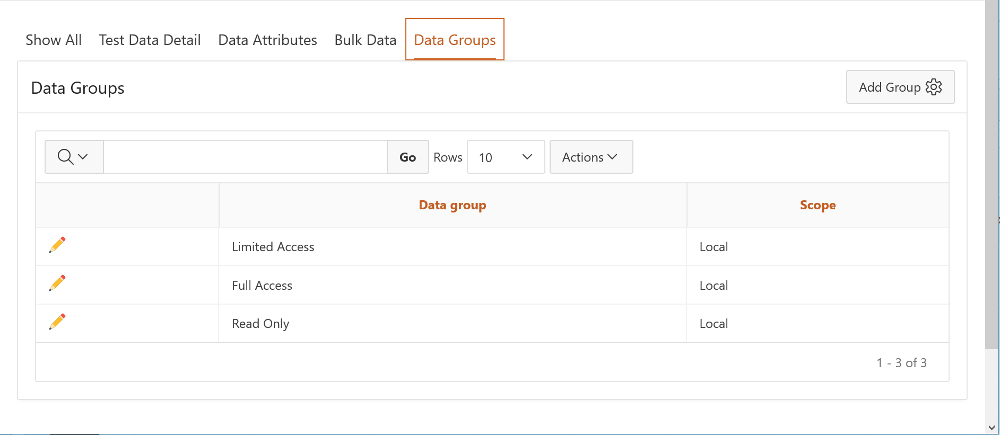 Show All Test Data Detail Data Attributes Bulk Data Data Groups
Data Groups Add Group
Go Rows 10 Actions
Data group Scope
Limited Access Local
Full Access Local
Read Only Local
1 - 3 of 3